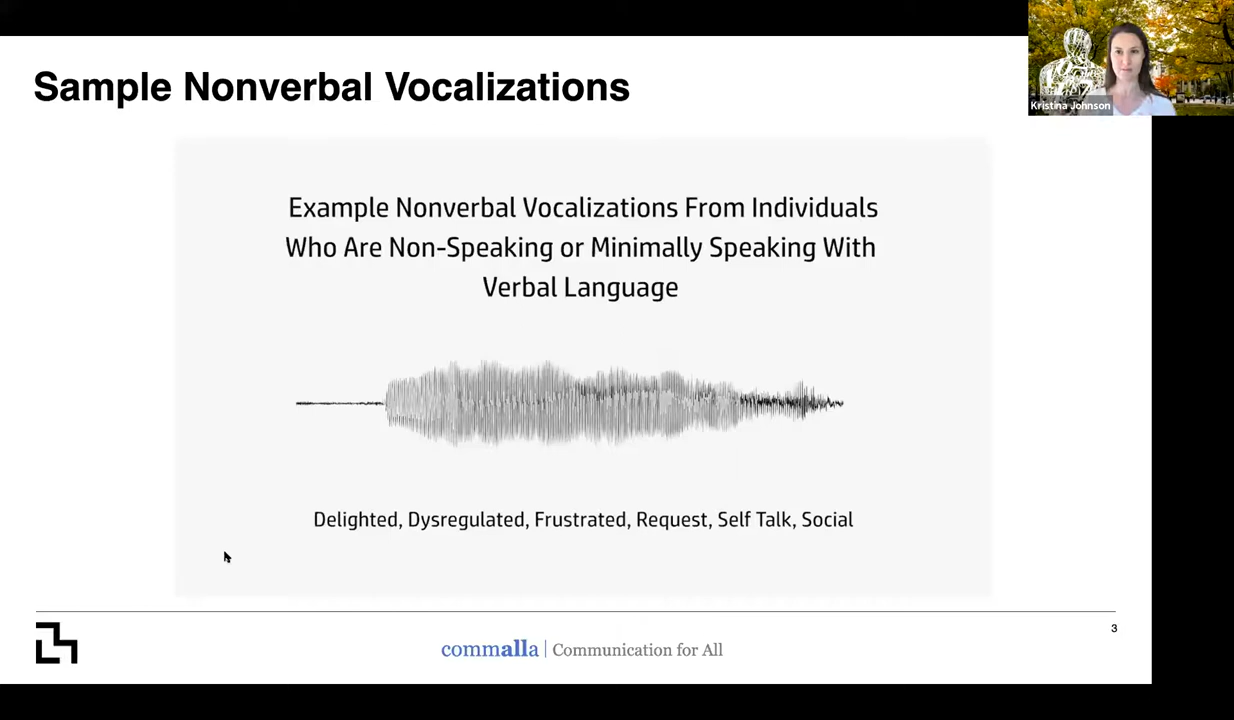 Sample Nonverbal Vocalizations
Kristina Johnson
Example Nonverbal Vocalizations From Individuals
Who Are Non-Speaking or Minimally Speaking With
Verbal Language
Delighted, Dysregulated, Frustrated, Request, Self Talk, Social
3
commalla | Communication for All